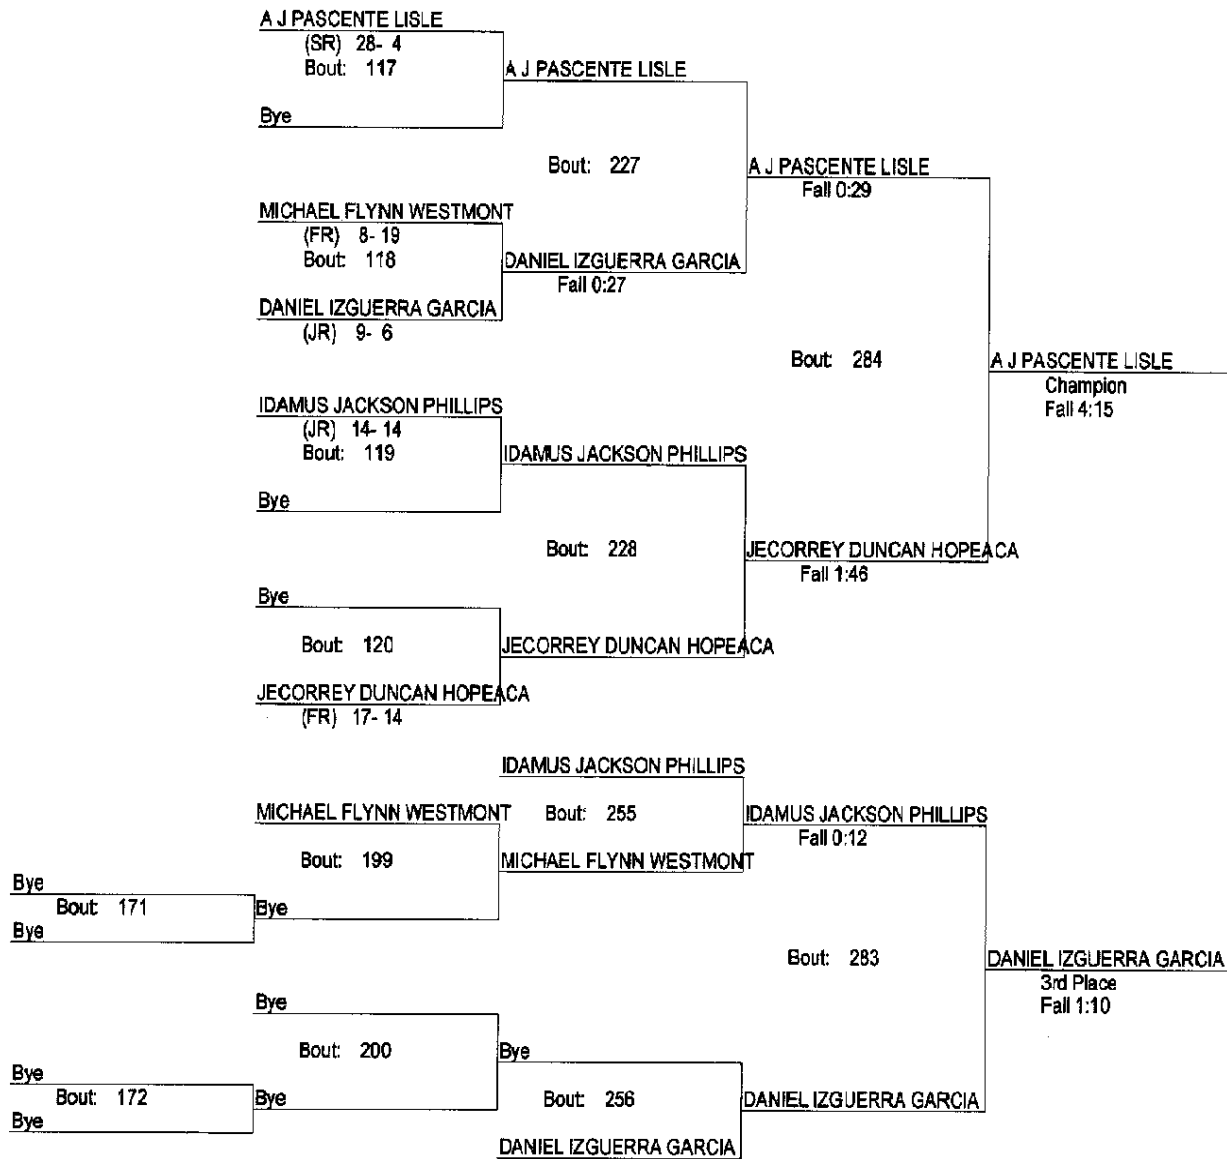 A J PASCENTE LISLE
(SR) 28- 4
Bout: 117
A J PASCENTE LISLE
Bye
Bout: 227
A J PASCENTE LISLE
Fall 0:29
MICHAEL FLYNN WESTMONT
(FR) 8- 19
Bout: 118
DANIEL IZGUERRA GARCIA
Fall 0:27
DANIEL IZGUERRA GARCIA
(JR) 9- 6
Bout: 284
A J PASCENTE LISLE
Champion
Fall 4:15
IDAMUS JACKSON PHILLIPS
(JR) 14- 14
Bout: 119
IDAMUS JACKSON PHILLIPS
Bye
Bout: 228
JECORREY DUNCAN HOPEACA
Fall 1:46
Bye
Bout: 120
JECORREY DUNCAN HOPEACA
JECORREY DUNCAN HOPEACA
(FR) 17- 14
IDAMUS JACKSON PHILLIPS
MICHAEL FLYNN WESTMONT
Bout: 255
IDAMUS JACKSON PHILLIPS
Fall 0:12
Bout: 199
MICHAEL FLYNN WESTMONT
Bye
Bout: 171
Bye
Bye
Bout: 283
DANIEL IZGUERRA GARCIA
3rd Place
Fall 1:10
Bye
Bout: 200
Bye
Bye
Bout: 172
Bye
Bye
Bout: 256
DANIEL IZGUERRA GARCIA
DANIEL IZGUERRA GARCIA